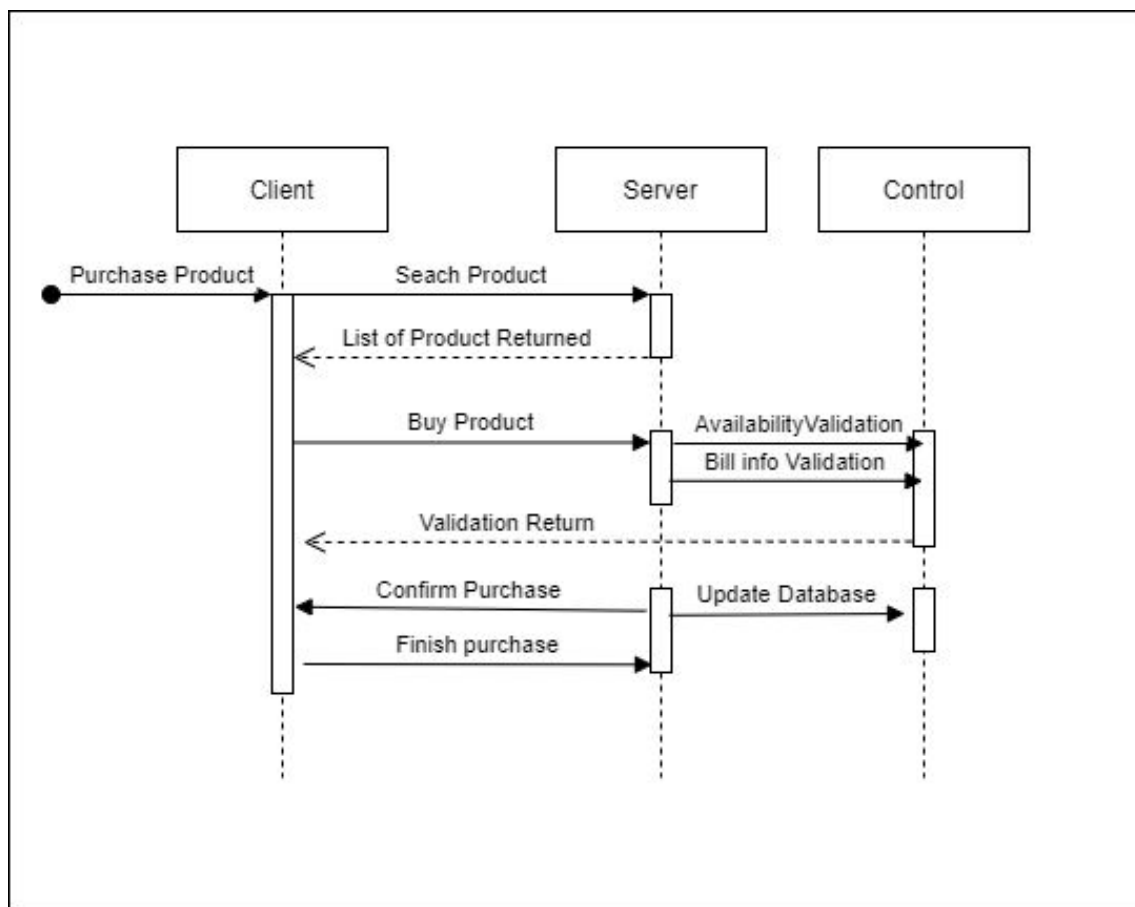 Client
Server
Control
Purchase Product
Seach Product
List of Product Returned
Buy Product
AvailabilityValidation
Bill info Validation
Validation Return
Confirm Purchase
Update Database
Finish purchase